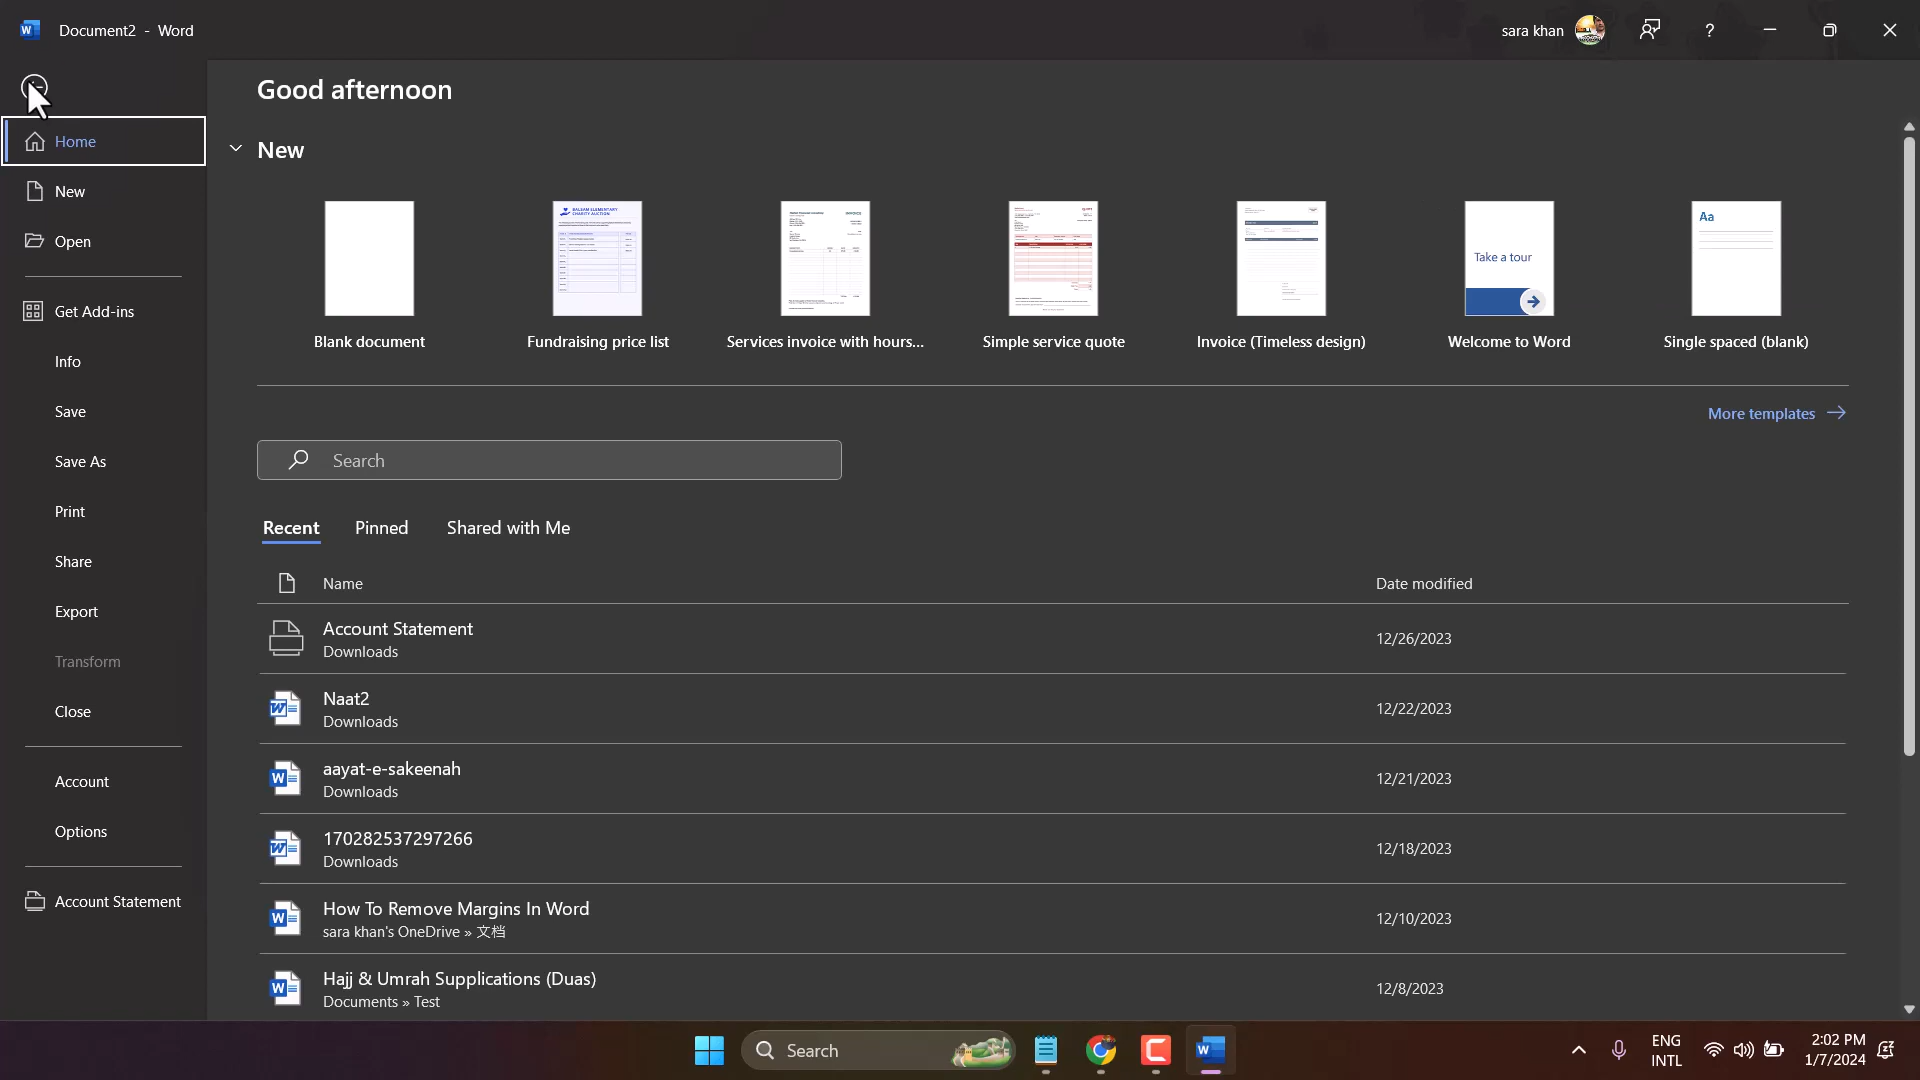 Document2 - Word
sara khan
Good afternoon
Home
New
Open
Get Add-ins
Info
Save
Save As
Print
Share
Export
Transform
Close
Account
Options
Account Statement
New
BALSAM ELEMENTARY
CHARITY AUCTION
INVOICE
Take a tour
Aa
Blank document
Fundraising price list
Services invoice with hours...
Simple service quote
Invoice (Timeless design)
Welcome to Word
Single spaced (blank)
More templates
Search
Recent Pinned Shared with Me
Name Date modified
Account Statement
Downloads
12/26/2023
Naat2
Downloads
12/22/2023
aayat-e-sakeenah
Downloads
12/21/2023
170282537297266
Downloads
12/18/2023
How To Remove Margins In Word
sara khan's OneDrive » 文档
12/10/2023
Hajj & Umrah Supplications (Duas)
Documents » Test
12/8/2023
Search
ENG
INTL
2:02 PM
1/7/2024